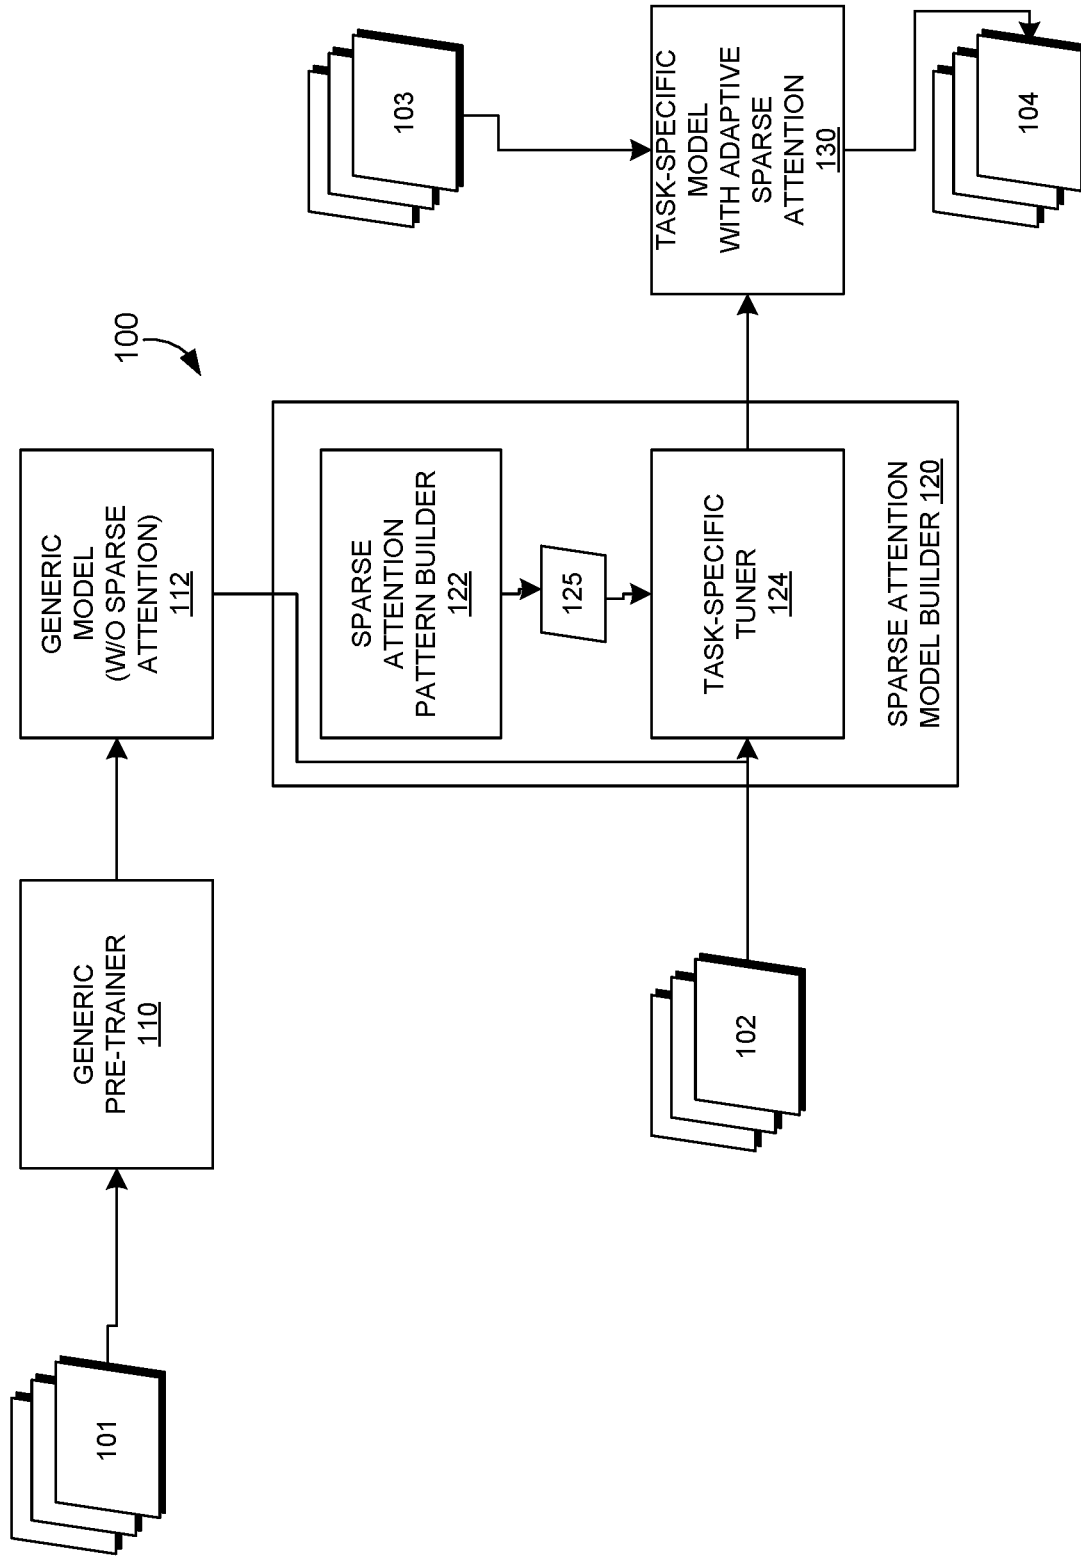 100
101
GENERIC
PRE-TRAINER
110
GENERIC
MODEL
(W/O SPARSE
ATTENTION)
112
102
SPARSE
ATTENTION
PATTERN BUILDER
122
125
TASK-SPECIFIC
TUNER
124
SPARSE ATTENTION
MODEL BUILDER 120
103
TASK-SPECIFIC
MODEL
WITH ADAPTIVE
SPARSE
ATTENTION
130
104